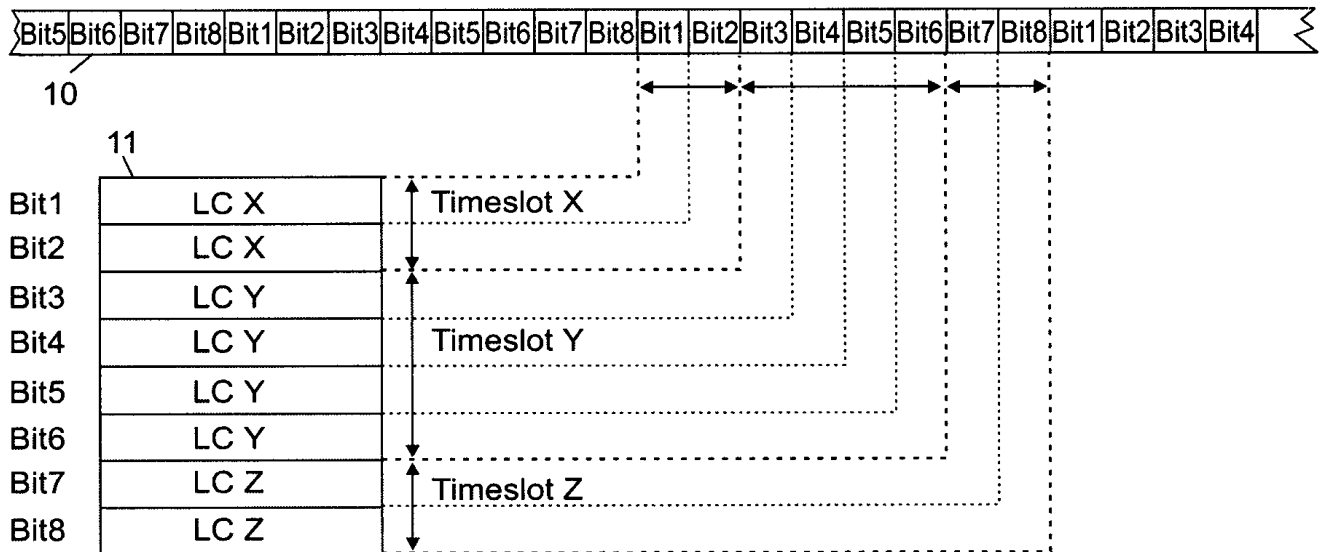 Bit5 Bit6 Bit7 Bit8 Bit1 Bit2 Bit3 Bit4 Bit5 Bit6 Bit7 Bit8 Bit1 Bit2 Bit3 Bit4 Bit5 Bit6 Bit7 Bit8 Bit1 Bit2 Bit3 Bit4
10
11
Bit1 LC X Timeslot X
Bit2 LC X
Bit3 LC Y
Bit4 LC Y Timeslot Y
Bit5 LC Y
Bit6 LC Y
Bit7 LC Z Timeslot Z
Bit8 LC Z